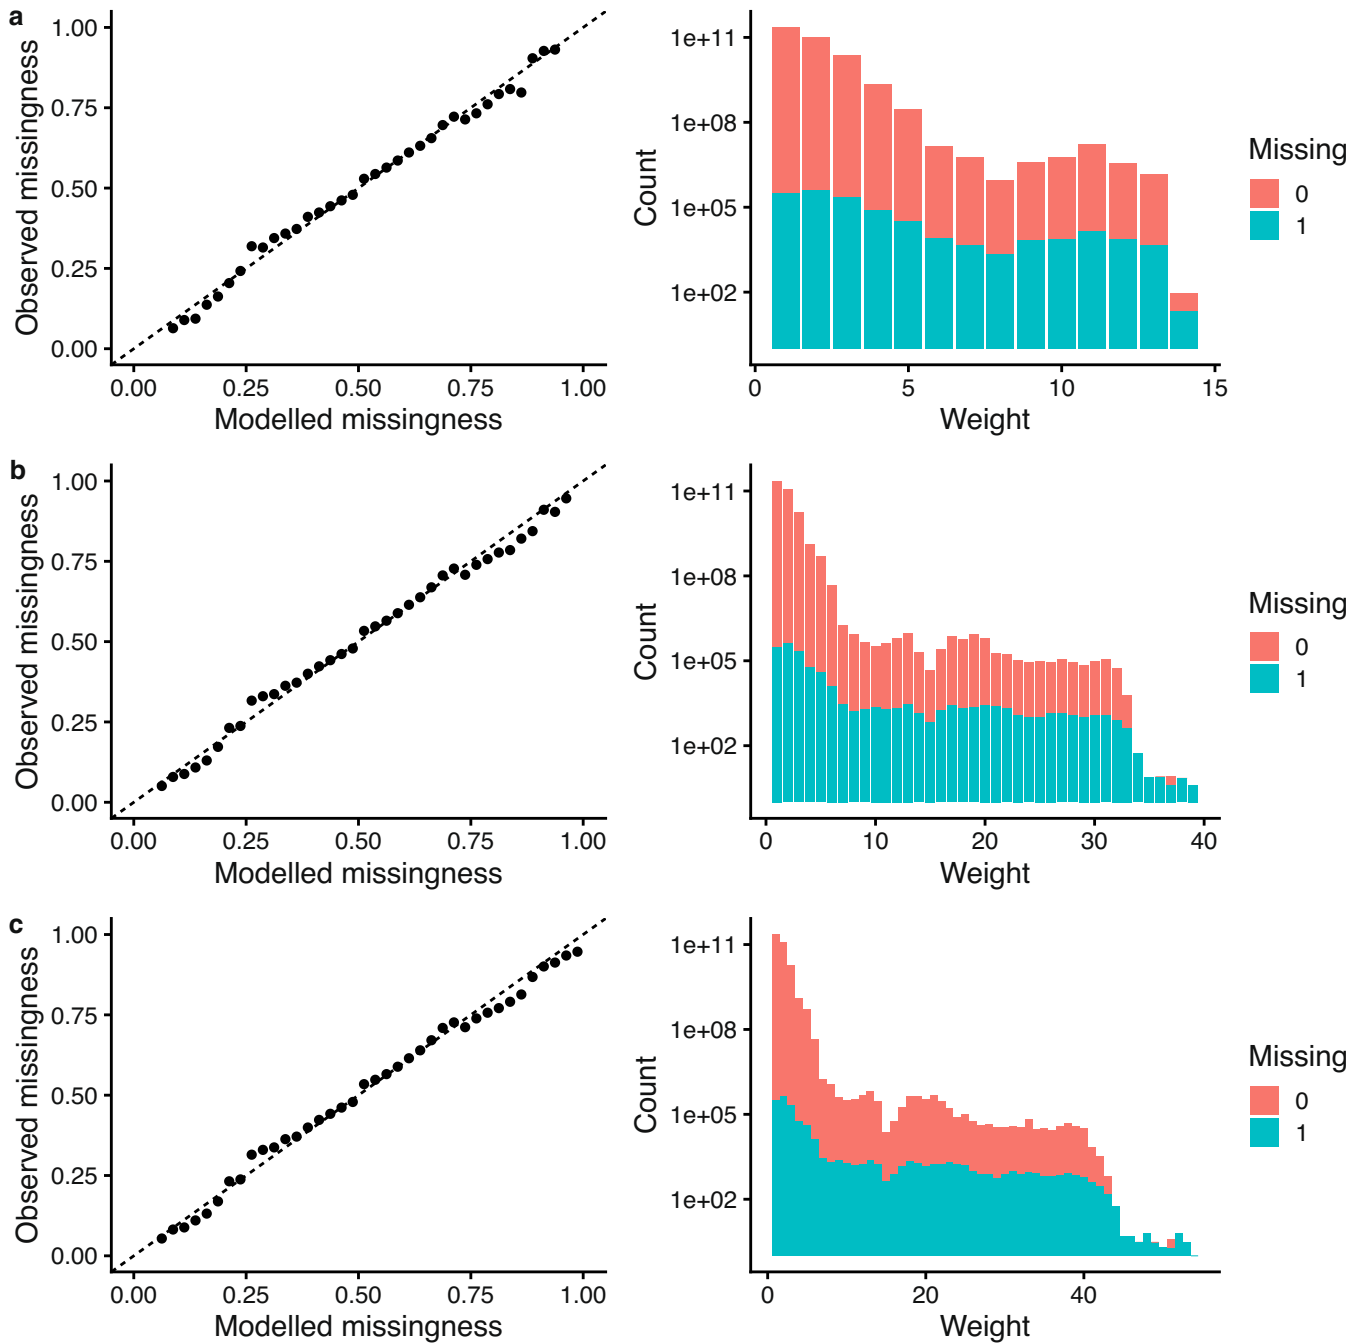 a
Observed missingness
1.00
0.75
0.50
0.25
0.00
0.00 0.25 0.50 0.75 1.00
Modelled missingness
Count
1e+11
1e+08
1e+05
1e+02
0 5 10 15
Weight
Missing
0
1
b
Observed missingness
1.00
0.75
0.50
0.25
0.00
0.00 0.25 0.50 0.75 1.00
Modelled missingness
Count
1e+11
1e+08
1e+05
1e+02
0 10 20 30 40
Weight
Missing
0
1
c
Observed missingness
1.00
0.75
0.50
0.25
0.00
0.00 0.25 0.50 0.75 1.00
Modelled missingness
Count
1e+11
1e+08
1e+05
1e+02
0 20 40
Weight
Missing
0
1